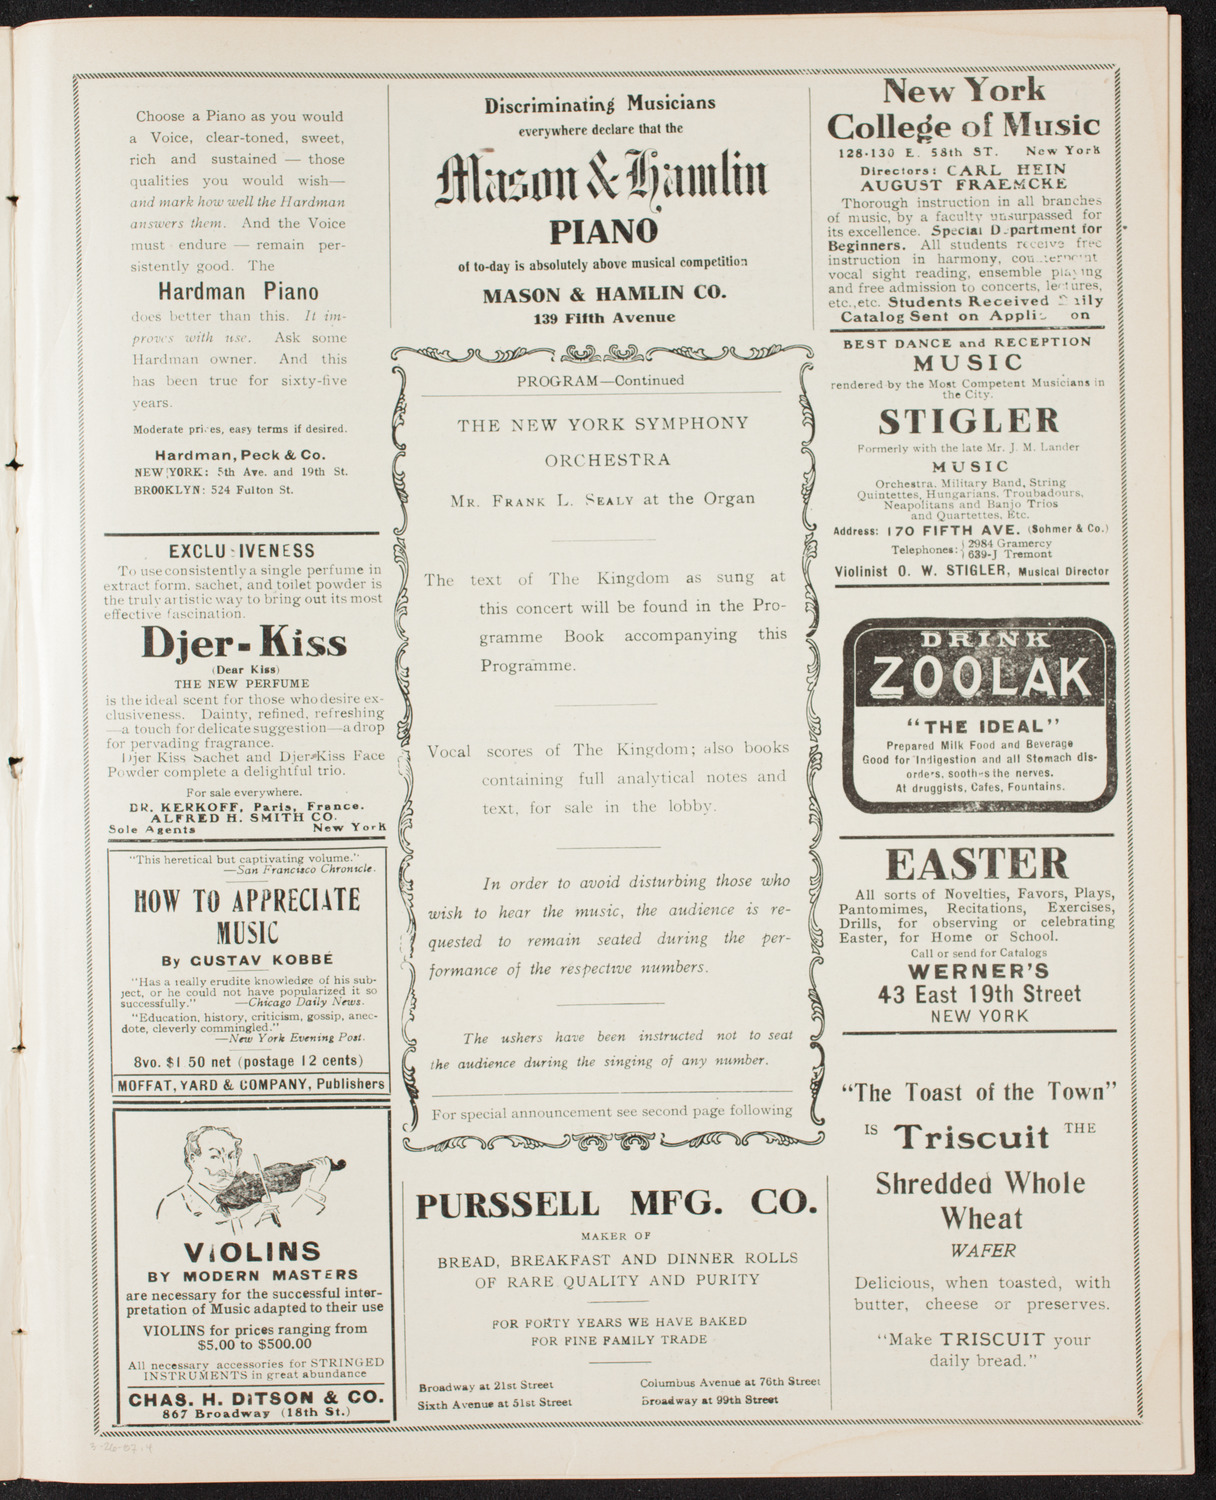 Choose a Piano as you would
a Voice, clear-toned, sweet,
rich and sustained — those
qualities you would wish—
and mark how well the Hardman
answers them. And the Voice
must endure — remain per-
sistently good. The
Hardman Piano
does better than this. It im-
proves with use. Ask some
Hardman owner. And this
has been true for sixty-five
years.
Moderate prices, easy terms if desired.
Hardman, Peck & Co.
NEW YORK: 5th Ave. and 19th St.
BROOKLYN: 524 Fulton St.
EXCLUSIVENESS
To use consistently a single perfume in
extract form, sachet, and toilet powder is
the truly artistic way to bring out its most
effective fascination.
Djer-Kiss
(Dear Kiss)
THE NEW PERFUME
is the ideal scent for those who desire ex-
clusiveness. Dainty, refined, refreshing
—a touch for delicate suggestion—a drop
for pervading fragrance.
Djer Kiss Sachet and Djer-Kiss Face
Powder complete a delightful trio.
For sale everywhere.
DR. KERKOFF, Paris, France.
ALFRED H. SMITH CO.
Sole Agents New York
"This heretical but captivating volume."
—San Francisco Chronicle.
HOW TO APPRECIATE
MUSIC
By GUSTAV KOBBÉ
"Has a really erudite knowledge of his sub-
ject, or he could not have popularized it so
successfully." —Chicago Daily News.
"Education, history, criticism, gossip, anec-
dote, cleverly commingled."
—New York Evening Post.
8vo. $1 50 net (postage 12 cents)
MOFFAT, YARD & COMPANY, Publishers
VIOLINS
BY MODERN MASTERS
are necessary for the successful inter-
pretation of Music adapted to their use
VIOLINS for prices ranging from
$5.00 to $500.00
All necessary accessories for STRINGED
INSTRUMENTS in great abundance
CHAS. H. DITSON & CO.
867 Broadway (18th St.)
3-26-07.4
Discriminating Musicians
everywhere declare that the
Mason & Hamlin
PIANO
of to-day is absolutely above musical competition
MASON & HAMLIN CO.
139 Fifth Avenue
PROGRAM—Continued
THE NEW YORK SYMPHONY
ORCHESTRA
MR. FRANK L. SEALY at the Organ
The text of The Kingdom as sung at
this concert will be found in the Pro-
gramme Book accompanying this
Programme.
Vocal scores of The Kingdom; also books
containing full analytical notes and
text, for sale in the lobby.
In order to avoid disturbing those who
wish to hear the music, the audience is re-
quested to remain seated during the per-
formance of the respective numbers.
The ushers have been instructed not to seat
the audience during the singing of any number.
For special announcement see second page following
PURSSELL MFG. CO.
MAKER OF
BREAD, BREAKFAST AND DINNER ROLLS
OF RARE QUALITY AND PURITY
FOR FORTY YEARS WE HAVE BAKED
FOR FINE FAMILY TRADE
Broadway at 21st Street Columbus Avenue at 76th Street
Sixth Avenue at 51st Street Broadway at 99th Street
New York
College of Music
128-130 E. 58th ST. New York
Directors: CARL HEIN
AUGUST FRAEMCKE
Thorough instruction in all branches
of music, by a faculty unsurpassed for
its excellence. Special Department for
Beginners. All students receive free
instruction in harmony, counterpoint
vocal sight reading, ensemble playing
and free admission to concerts, lectures,
etc., etc. Students Received Daily
Catalog Sent on Application
BEST DANCE and RECEPTION
MUSIC
rendered by the Most Competent Musicians in
the City.
STIGLER
Formerly with the late Mr. J. M. Lander
MUSIC
Orchestra, Military Band, String
Quintettes, Hungarians, Troubadours,
Neapolitans and Banjo Trios
and Quartettes, Etc.
Address: 170 FIFTH AVE. (Sohmer & Co.)
Telephones: 2984 Gramercy
639-J Tremont
Violinist O. W. STIGLER, Musical Director
DRINK
ZOOLAK
"THE IDEAL"
Prepared Milk Food and Beverage
Good for Indigestion and all Stomach dis-
orders, soothes the nerves.
At druggists, Cafes, Fountains.
EASTER
All sorts of Novelties, Favors, Plays,
Pantomimes, Recitations, Exercises,
Drills, for observing or celebrating
Easter, for Home or School.
Call or send for Catalogs
WERNER'S
43 East 19th Street
NEW YORK
"The Toast of the Town"
IS Triscuit THE
Shredded Whole
Wheat
WAFER
Delicious, when toasted, with
butter, cheese or preserves.
"Make TRISCUIT your
daily bread."